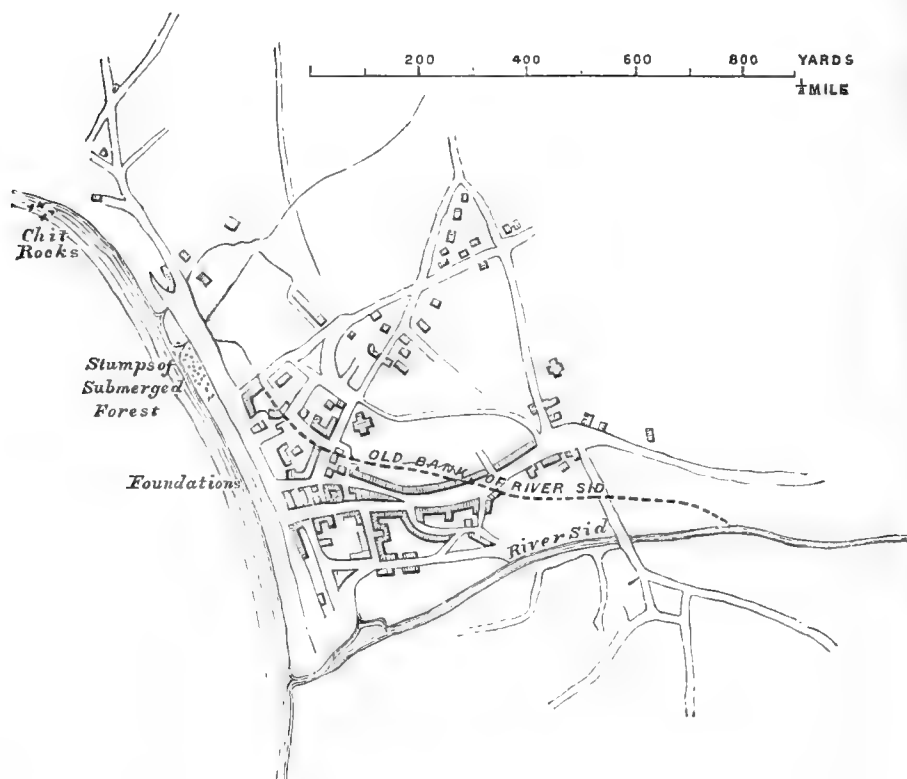 200 400 600 800 YARDS
½ MILE
Chit
Rocks
Stumps of
Submerged
Forest
Foundations
OLD BANK OF RIVER SID
River Sid